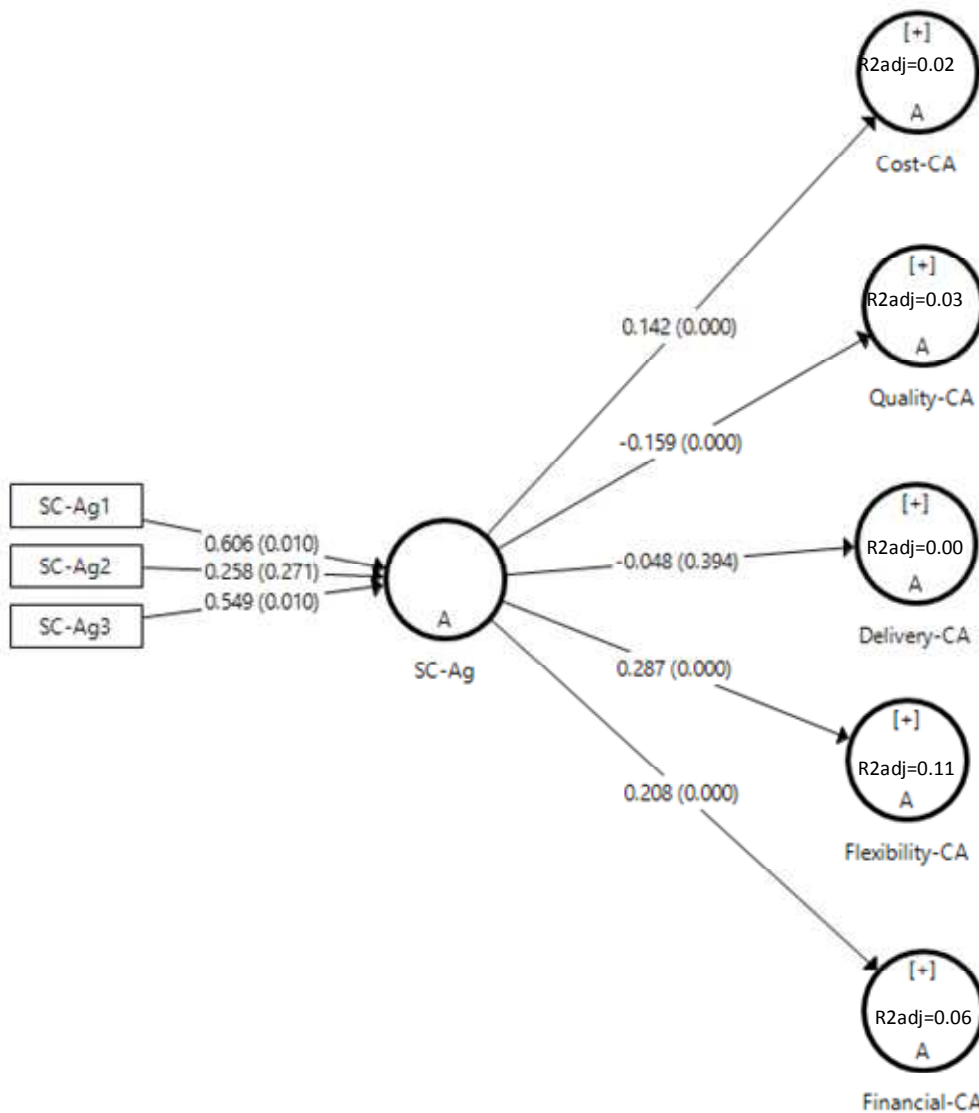 [+]
R2adj=0.02
A
Cost-CA
[+]
R2adj=0.03
A
Quality-CA
0.142 (0.000)
-0.159 (0.000)
SC-Ag1
SC-Ag2
SC-Ag3
0.606 (0.010)
0.258 (0.271)
0.549 (0.010)
A
SC-Ag
-0.048 (0.394)
[+]
R2adj=0.00
A
Delivery-CA
0.287 (0.000)
[+]
R2adj=0.11
A
Flexibility-CA
0.208 (0.000)
[+]
R2adj=0.06
A
Financial-CA